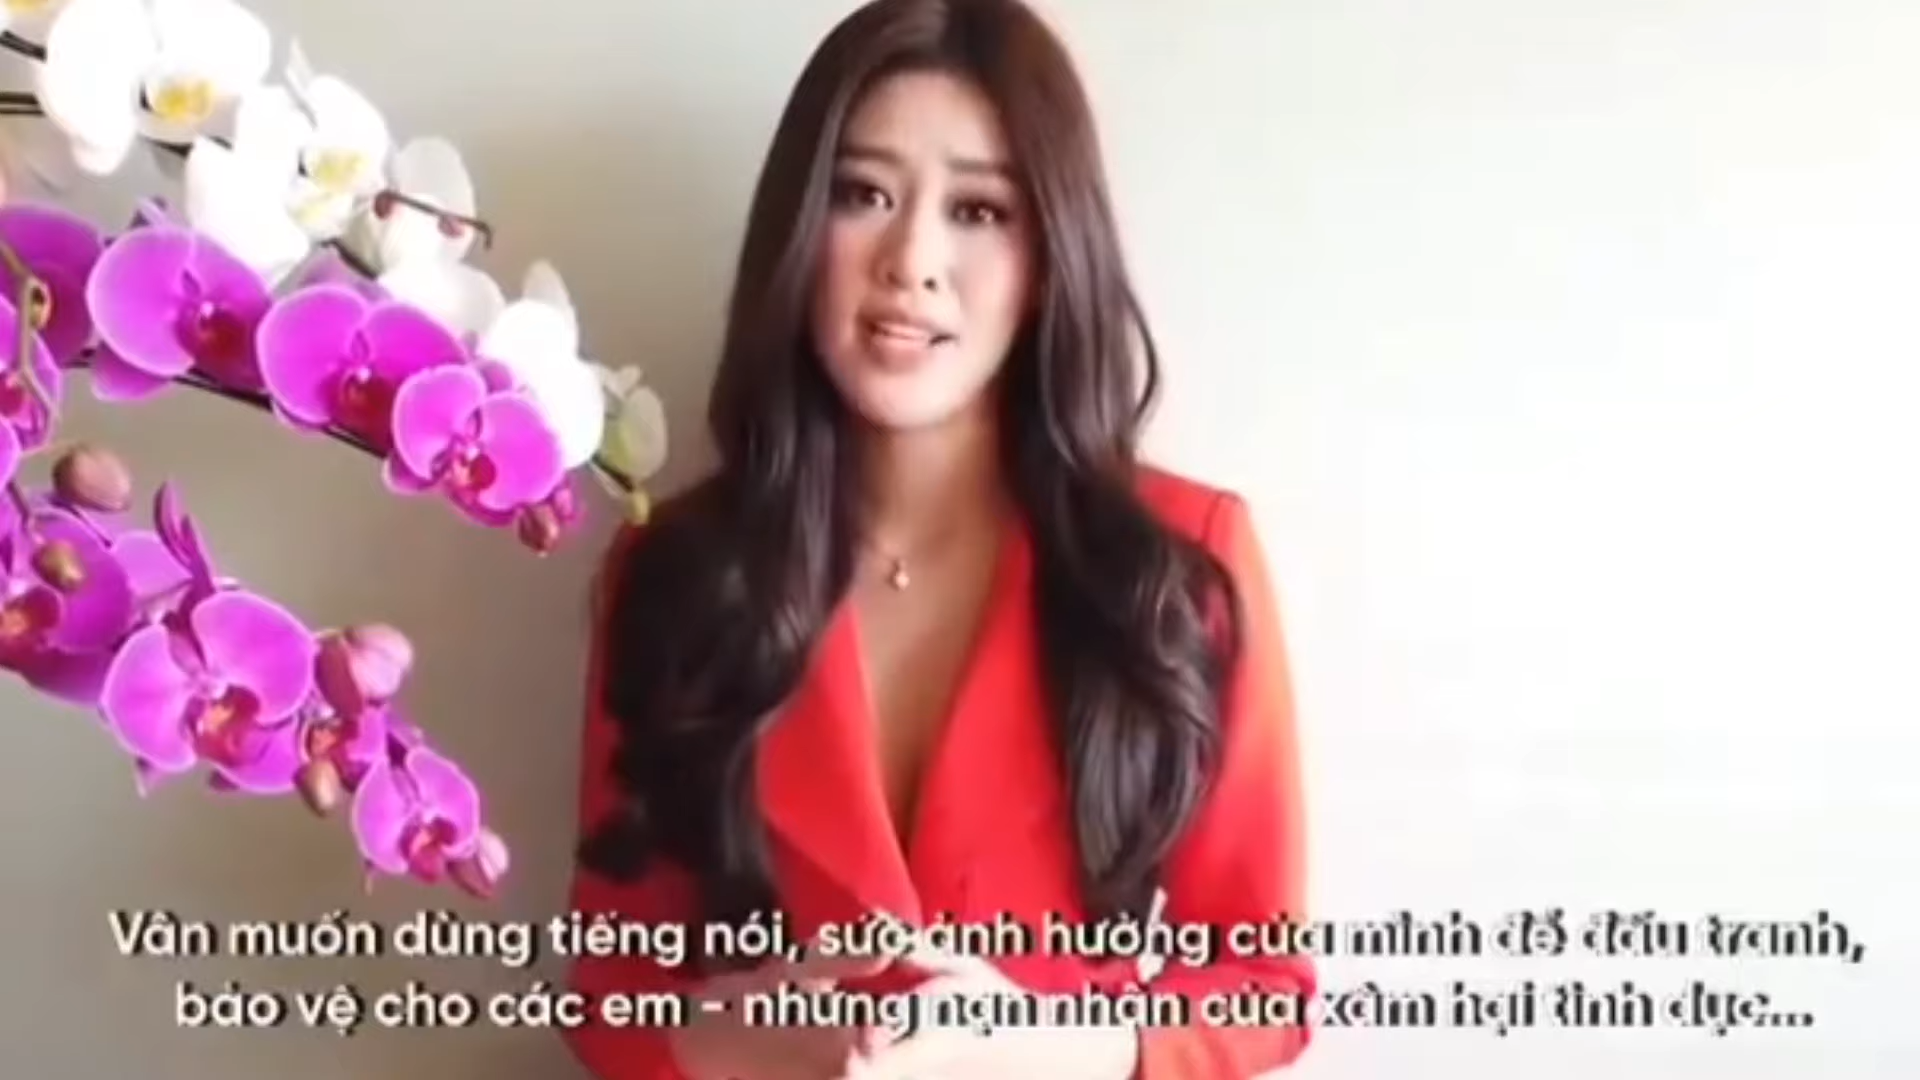 Vân muốn dùng tiếng nói, sức ảnh hưởng của mình để đấu tranh,
bảo vệ cho các em - những nạn nhân của xâm hại tình dục...